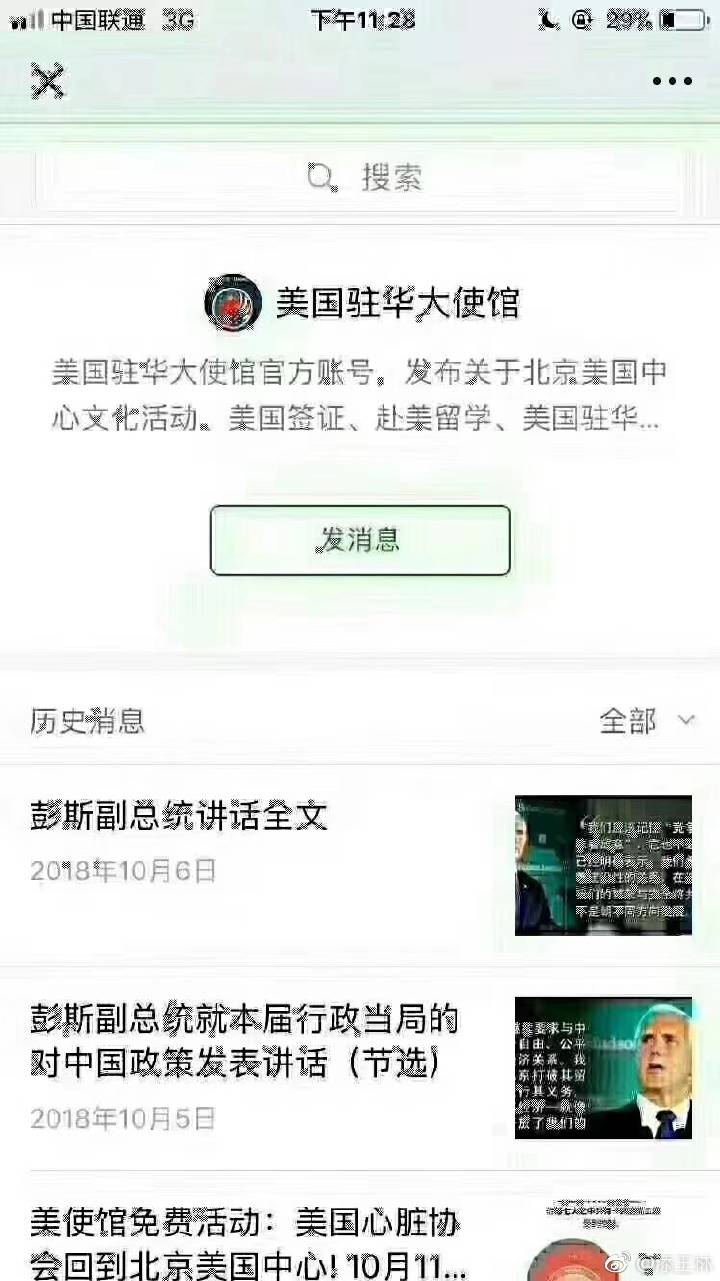 中国联通 3G 下午11:28 29%
搜索
美国驻华大使馆
美国驻华大使馆官方账号。发布关于北京美国中
心文化活动。美国签证、赴美留学、美国驻华...
发消息
历史消息 全部
彭斯副总统讲话全文
2018年10月6日
彭斯副总统就本届行政当局的
对中国政策发表讲话（节选）
2018年10月5日
自由、公平
美使馆免费活动：美国心脏协
会回到北京美国中心! 10月11...